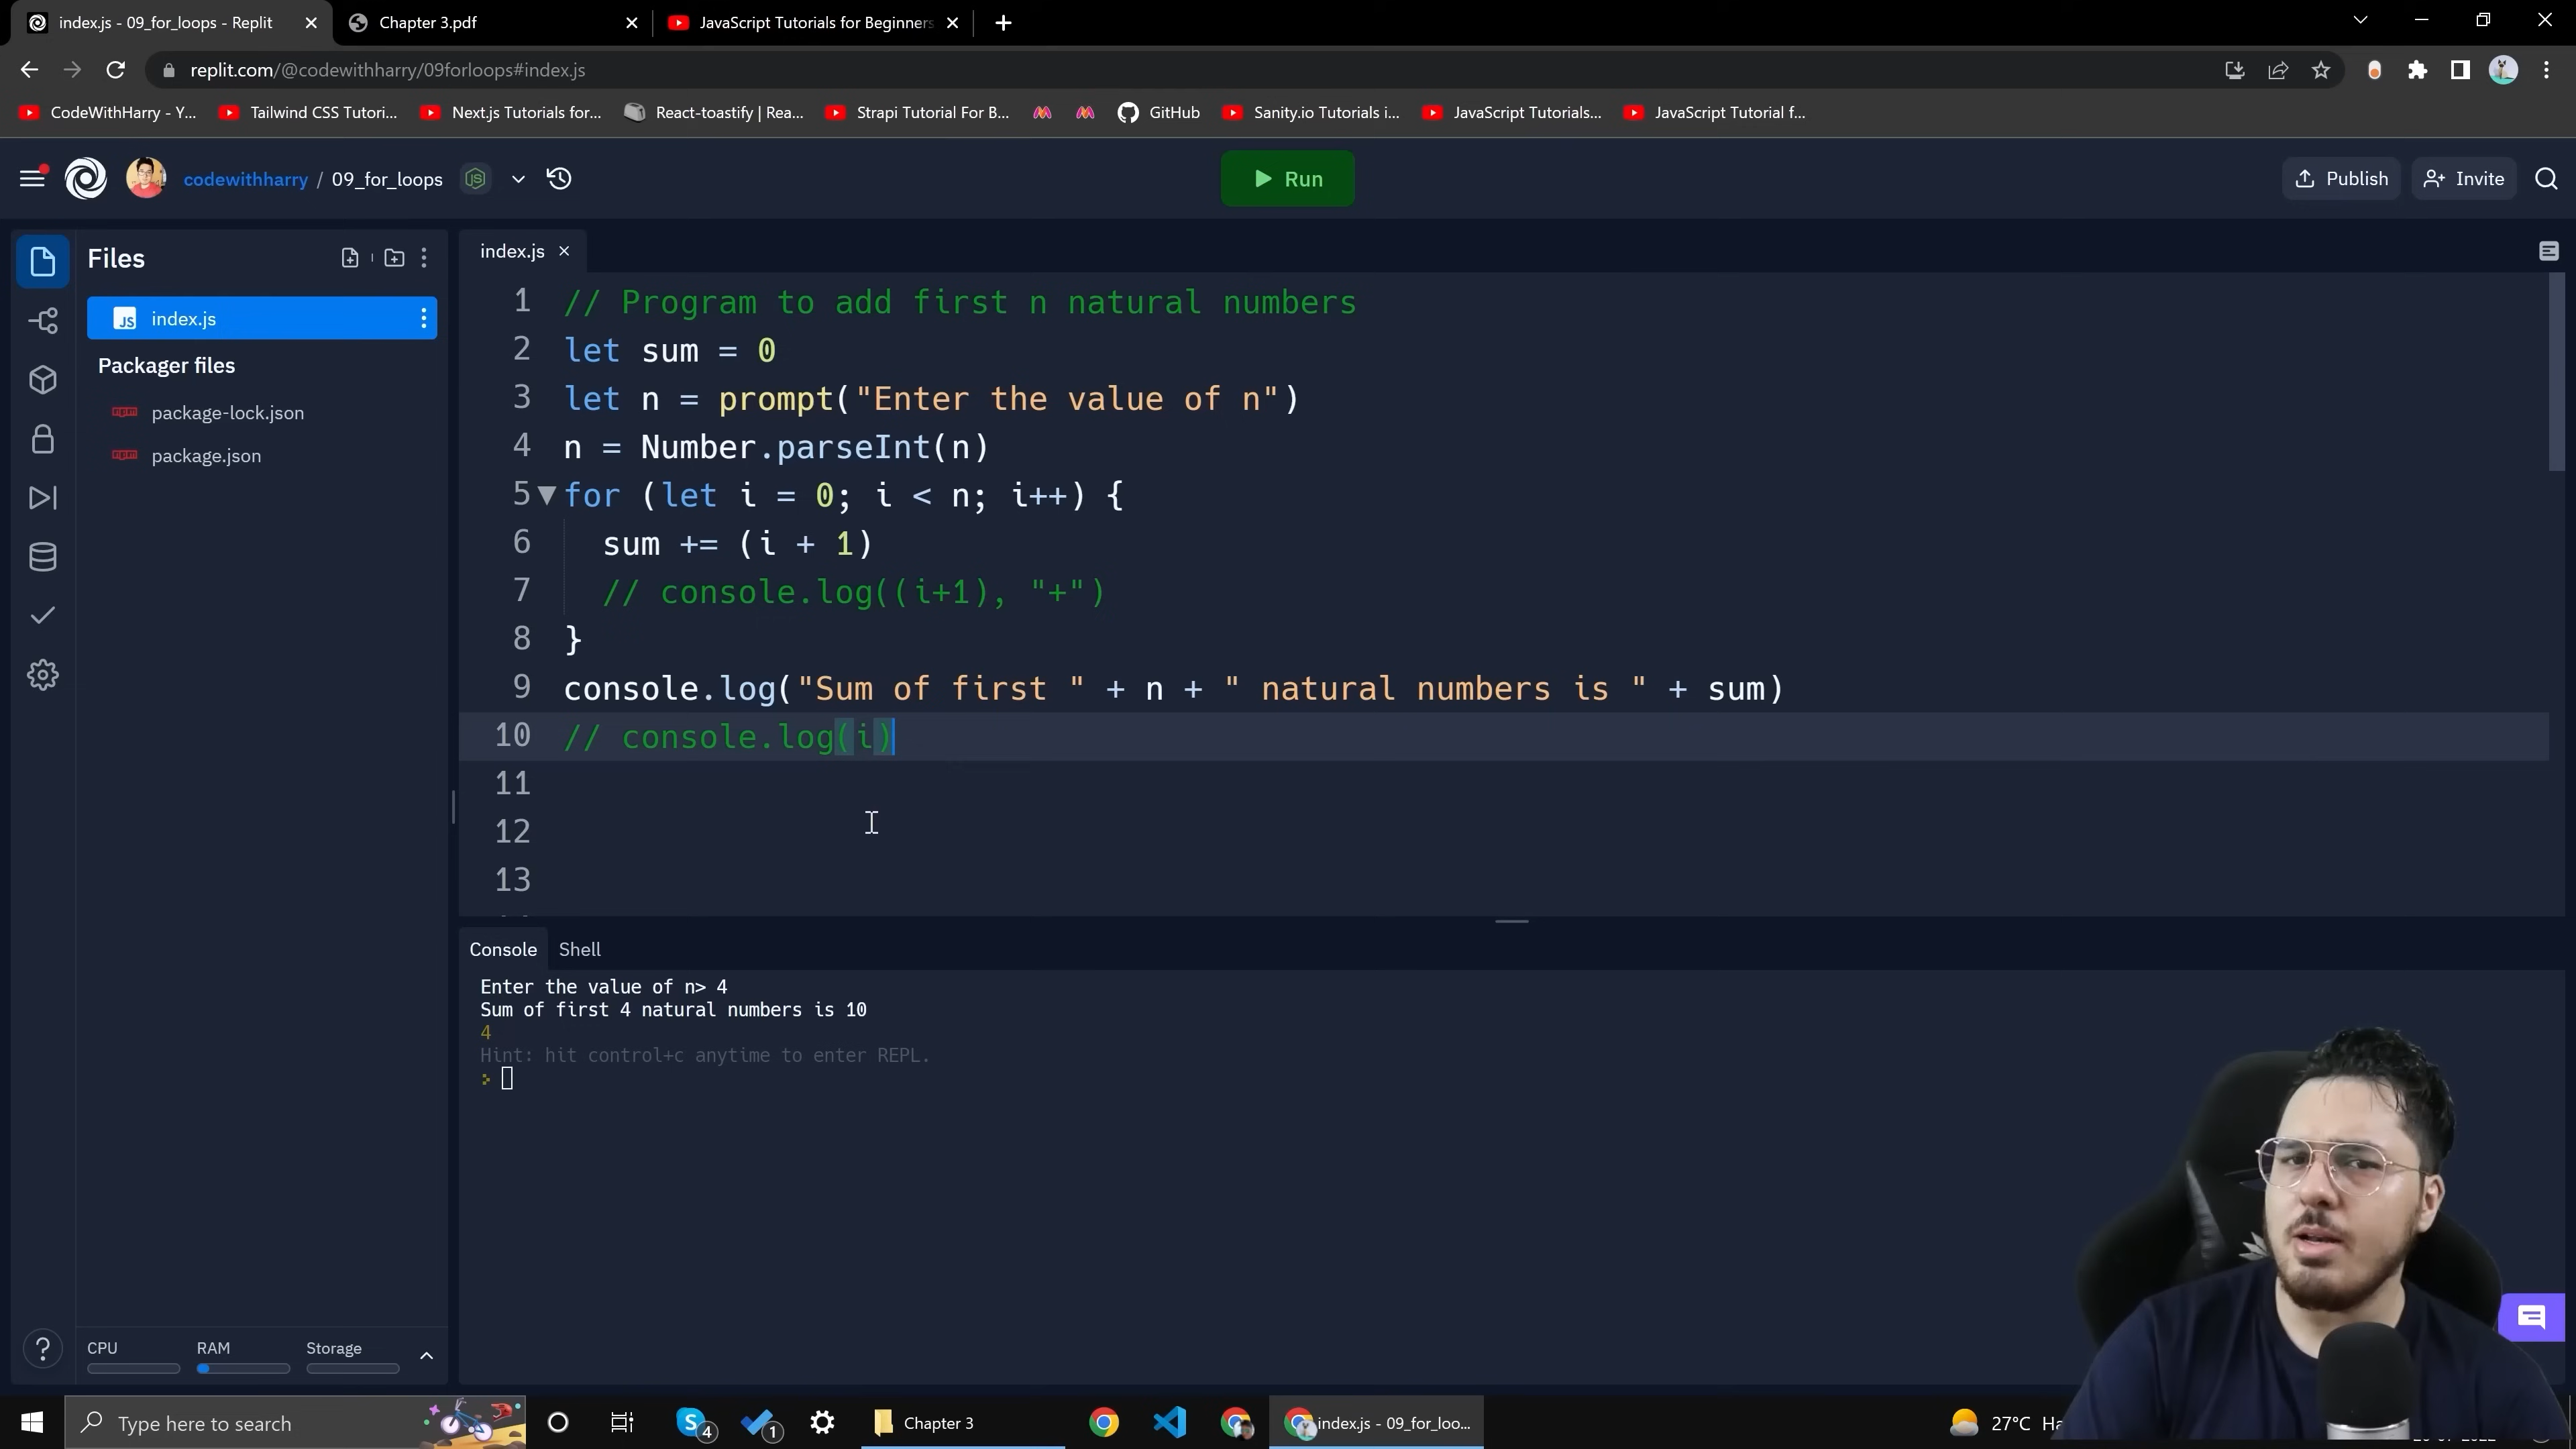 index.js - 09_for_loops - Replit
Chapter 3.pdf
JavaScript Tutorials for Beginners
replit.com/@codewithharry/09forloops#index.js
CodeWithHarry - Y...
Tailwind CSS Tutori...
Next.js Tutorials for...
React-toastify | Rea...
Strapi Tutorial For B...
GitHub
Sanity.io Tutorials i...
JavaScript Tutorials...
JavaScript Tutorial f...
codewithharry / 09_for_loops
Run
Publish
Invite
Files
index.js
Packager files
package-lock.json
package.json
index.js
1 // Program to add first n natural numbers
2 let sum = 0
3 let n = prompt("Enter the value of n")
4 n = Number.parseInt(n)
5 for (let i = 0; i < n; i++) {
6 sum += (i + 1)
7 // console.log((i+1), "+")
8 }
9 console.log("Sum of first " + n + " natural numbers is " + sum)
10 // console.log(i)
11
12
13
Console Shell
Enter the value of n> 4
Sum of first 4 natural numbers is 10
4
Hint: hit control+c anytime to enter REPL.
CPU RAM Storage
Type here to search
4
1
Chapter 3
index.js - 09_for_loo...
27°C